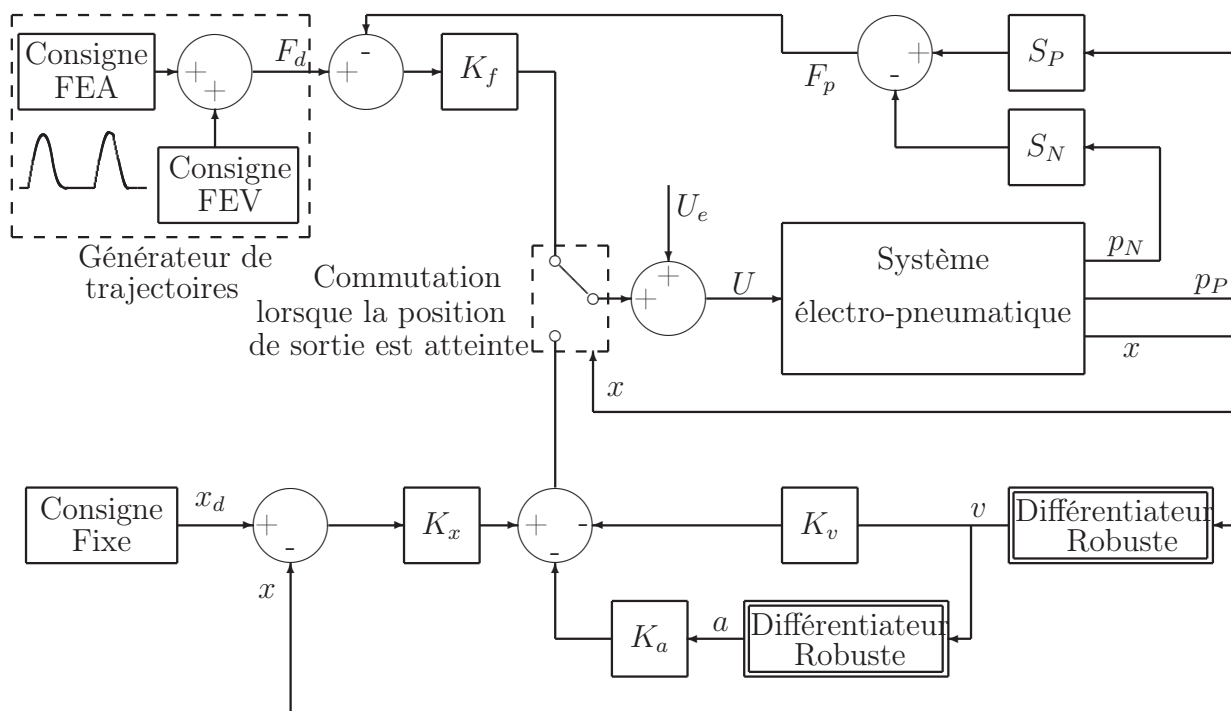 Consigne
FEA
+
+
F_d
+
-
K_f
F_p
+
-
S_P
S_N
Consigne
FEV
Générateur de
trajectoires
Commutation
lorsque la position
de sortie est atteinte
U_e
+
+
U
Système
électro-pneumatique
p_N
p_P
x
x
Consigne
Fixe
x_d
+
-
x
K_x
+
-
-
K_v
v
Différentiateur
Robuste
K_a
a
Différentiateur
Robuste